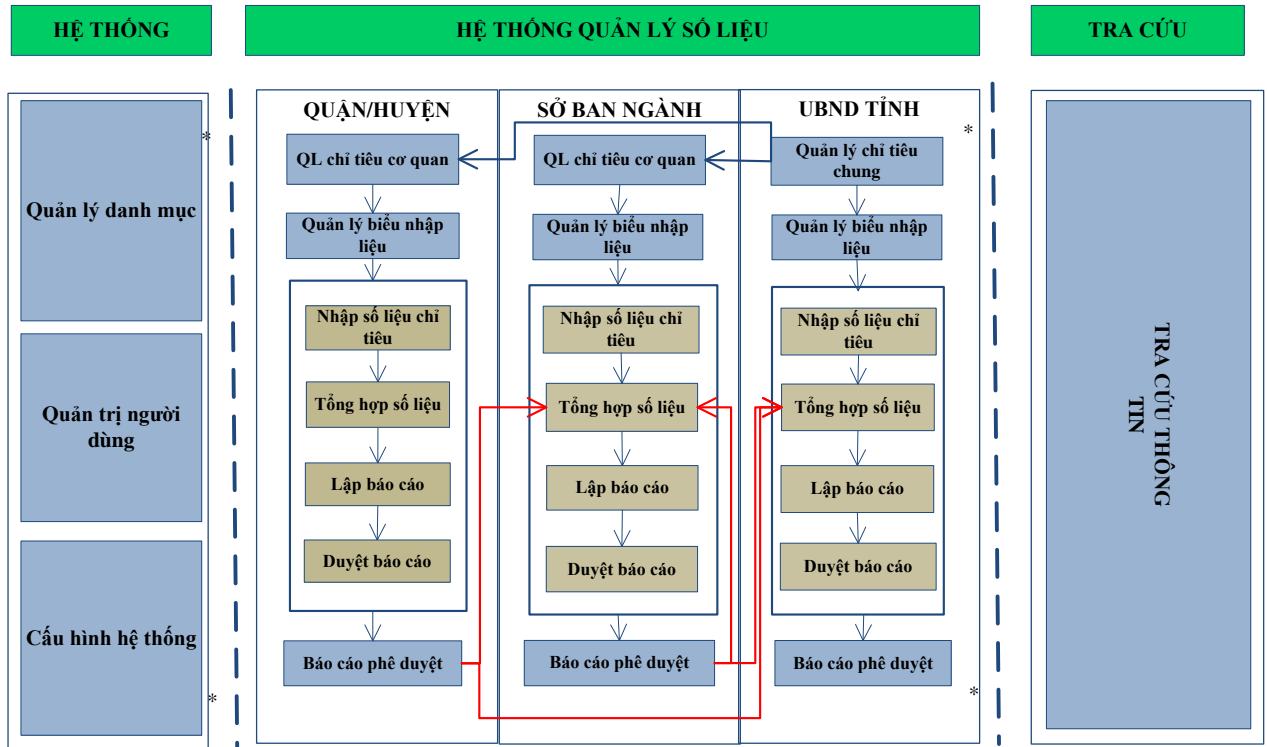 HỆ THỐNG
HỆ THỐNG QUẢN LÝ SỐ LIỆU
TRA CỨU
Quản lý danh mục
*
Quản trị người
dùng
Cấu hình hệ thống
*
QUẬN/HUYỆN
QL chỉ tiêu cơ quan
Quản lý biểu nhập
liệu
Nhập số liệu chỉ
tiêu
Tổng hợp số liệu
Lập báo cáo
Duyệt báo cáo
Báo cáo phê duyệt
SỞ BAN NGÀNH
QL chỉ tiêu cơ quan
Quản lý biểu nhập
liệu
Nhập số liệu chỉ
tiêu
Tổng hợp số liệu
Lập báo cáo
Duyệt báo cáo
Báo cáo phê duyệt
UBND TỈNH
*
Quản lý chỉ tiêu
chung
Quản lý biểu nhập
liệu
Nhập số liệu chỉ
tiêu
Tổng hợp số liệu
Lập báo cáo
Duyệt báo cáo
Báo cáo phê duyệt
*
TRA CỨU THÔNG
TIN